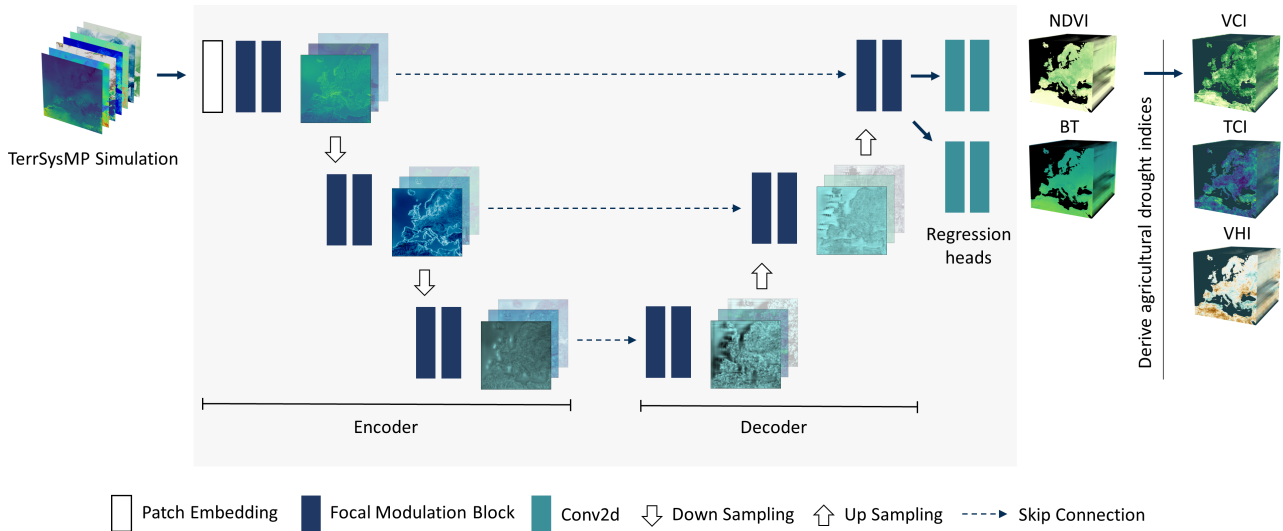 TerrSysMP Simulation
NDVI
VCI
BT
TCI
VHI
Derive agricultural drought indices
Regression
heads
Encoder
Decoder
Patch Embedding
Focal Modulation Block
Conv2d
Down Sampling
Up Sampling
Skip Connection